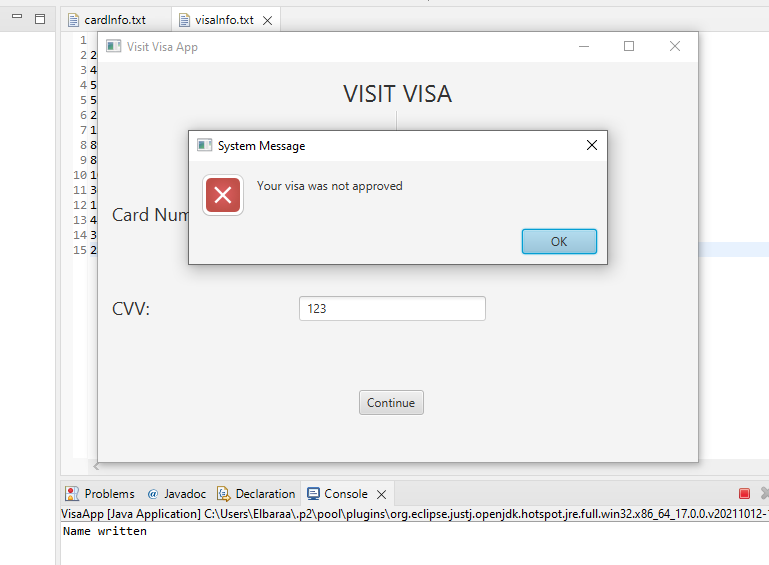 cardInfo.txt
visaInfo.txt
1
2 2
3 4
4 5
5 5
6 2
7 1
8 8
9 8
10 1
11 3
12 1
13 4
14 3
15 2
Visit Visa App
VISIT VISA
System Message
Your visa was not approved
OK
Card Num
CVV:
123
Continue
Problems @ Javadoc Declaration Console
VisaApp [Java Application] C:\Users\Elbaraa\.p2\pool\plugins\org.eclipse.justj.openjdk.hotspot.jre.full.win32.x86_64_17.0.0.v20211012-1
Name written